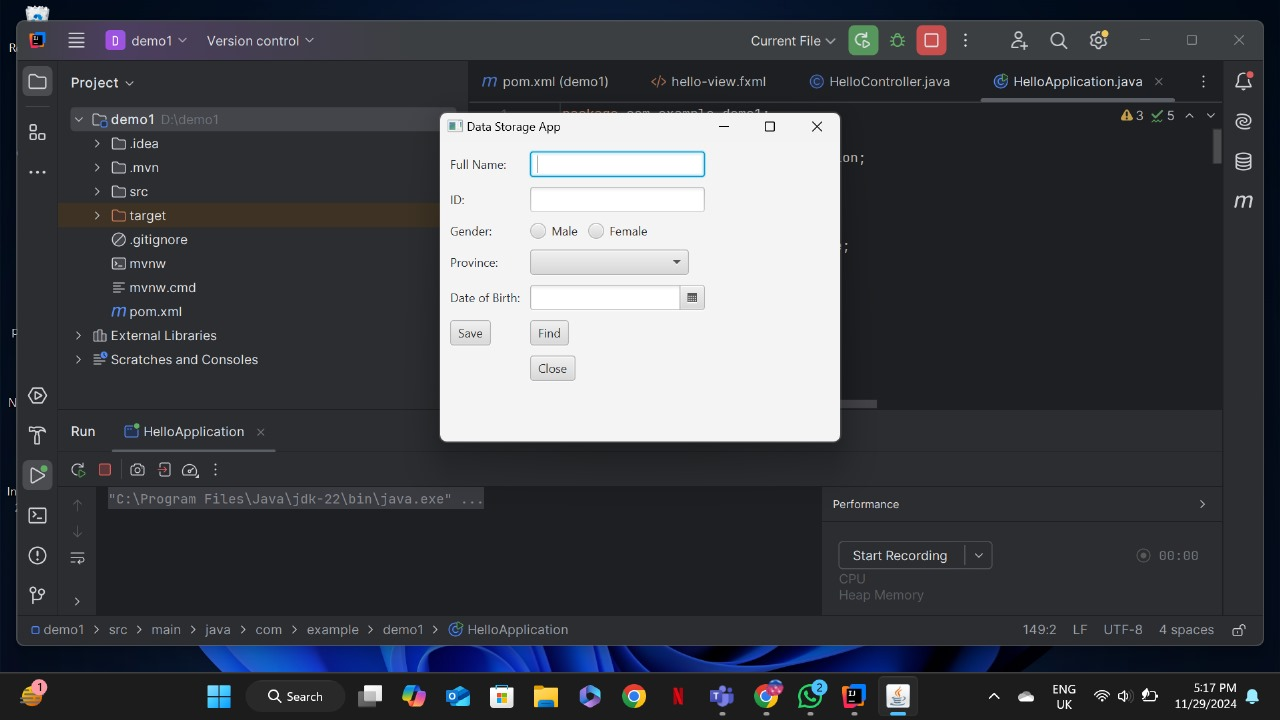 D demo1 Version control Current File
Project
pom.xml (demo1) hello-view.fxml HelloController.java HelloApplication.java
demo1 D:\demo1
3 5
.idea
.mvn
src
target
.gitignore
mvnw
mvnw.cmd
pom.xml
External Libraries
Scratches and Consoles
Data Storage App
Full Name:
ID:
Gender: Male Female
Province:
Date of Birth:
Save Find
Close
Run HelloApplication
"C:\Program Files\Java\jdk-22\bin\java.exe" ...
Performance
Start Recording 00:00
CPU
Heap Memory
demo1 > src > main > java > com > example > demo1 > HelloApplication 149:2 LF UTF-8 4 spaces
1 Search 2 ENG
UK
5:17 PM
11/29/2024